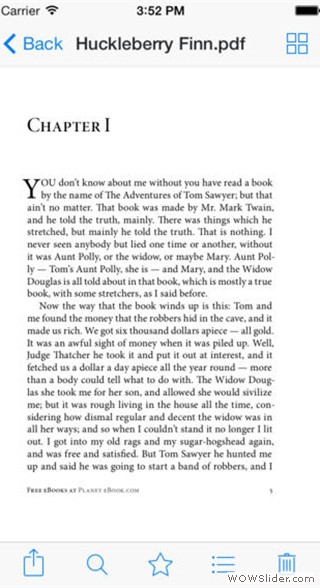 Carrier 3:52 PM
Back Huckleberry Finn.pdf
CHAPTER I
YOU don't know about me without you have read a book
by the name of The Adventures of Tom Sawyer; but that
ain't no matter. That book was made by Mr. Mark Twain,
and he told the truth, mainly. There was things which he
stretched, but mainly he told the truth. That is nothing. I
never seen anybody but lied one time or another, without
it was Aunt Polly, or the widow, or maybe Mary. Aunt Pol-
ly — Tom's Aunt Polly, she is — and Mary, and the Widow
Douglas is all told about in that book, which is mostly a true
book, with some stretchers, as I said before.
Now the way that the book winds up is this: Tom and
me found the money that the robbers hid in the cave, and it
made us rich. We got six thousand dollars apiece — all gold.
It was an awful sight of money when it was piled up. Well,
Judge Thatcher he took it and put it out at interest, and it
fetched us a dollar a day apiece all the year round — more
than a body could tell what to do with. The Widow Doug-
las she took me for her son, and allowed she would sivilize
me; but it was rough living in the house all the time, con-
sidering how dismal regular and decent the widow was in
all her ways; and so when I couldn't stand it no longer I lit
out. I got into my old rags and my sugar-hogshead again,
and was free and satisfied. But Tom Sawyer he hunted me
up and said he was going to start a band of robbers, and I
FREE EBOOKS AT PLANET EBOOK.COM 5
WOWSlider.com